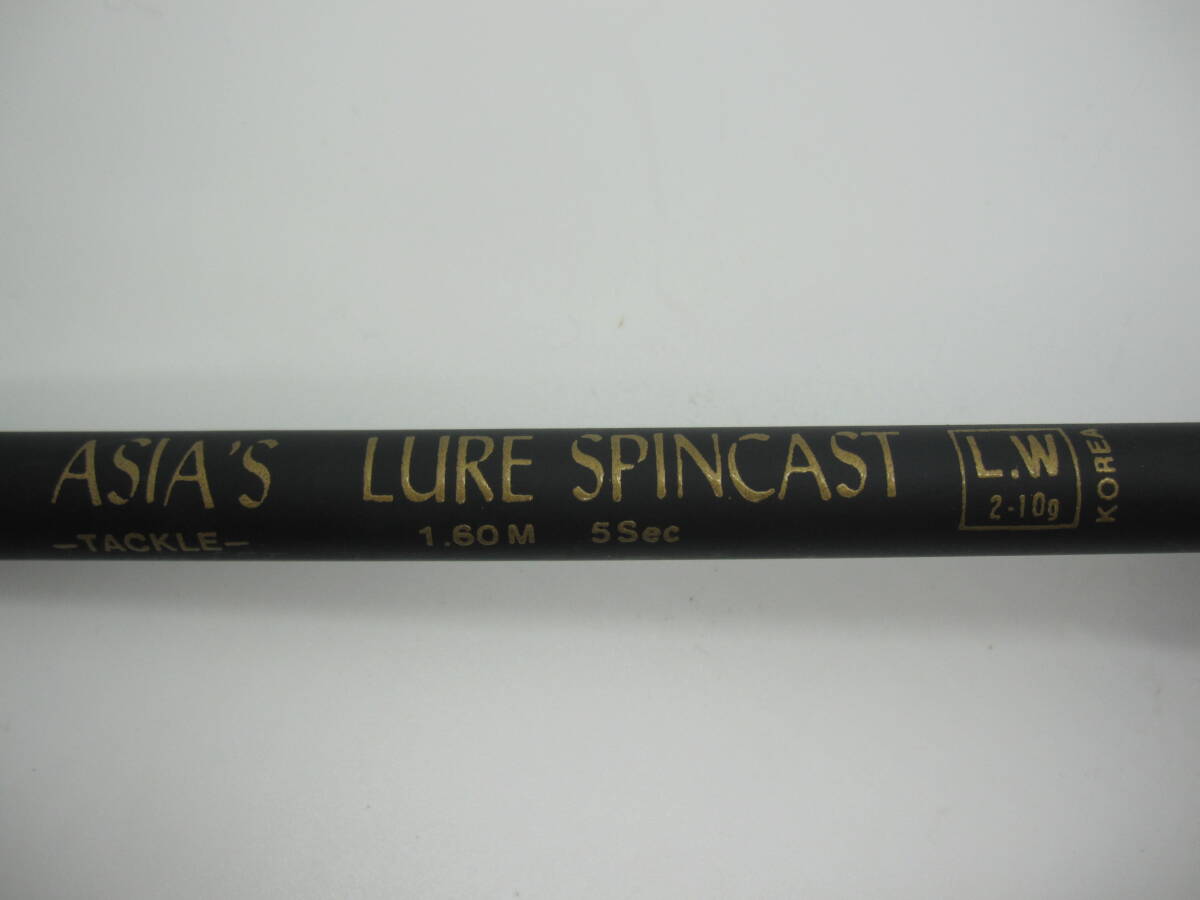 ASIA'S LURE SPINCAST
-TACKLE- 1.60M 5Sec
L.W
2-10g
KOREA